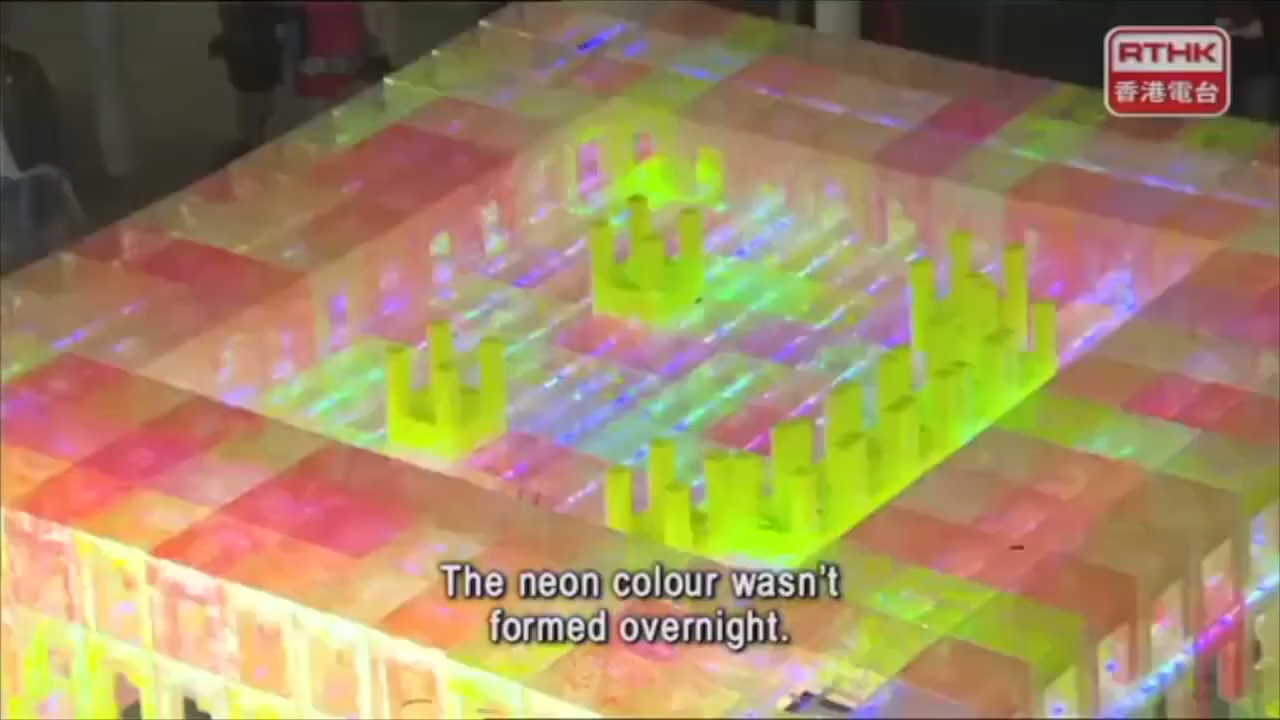 RTHK
香港電台
The neon colour wasn't
formed overnight.